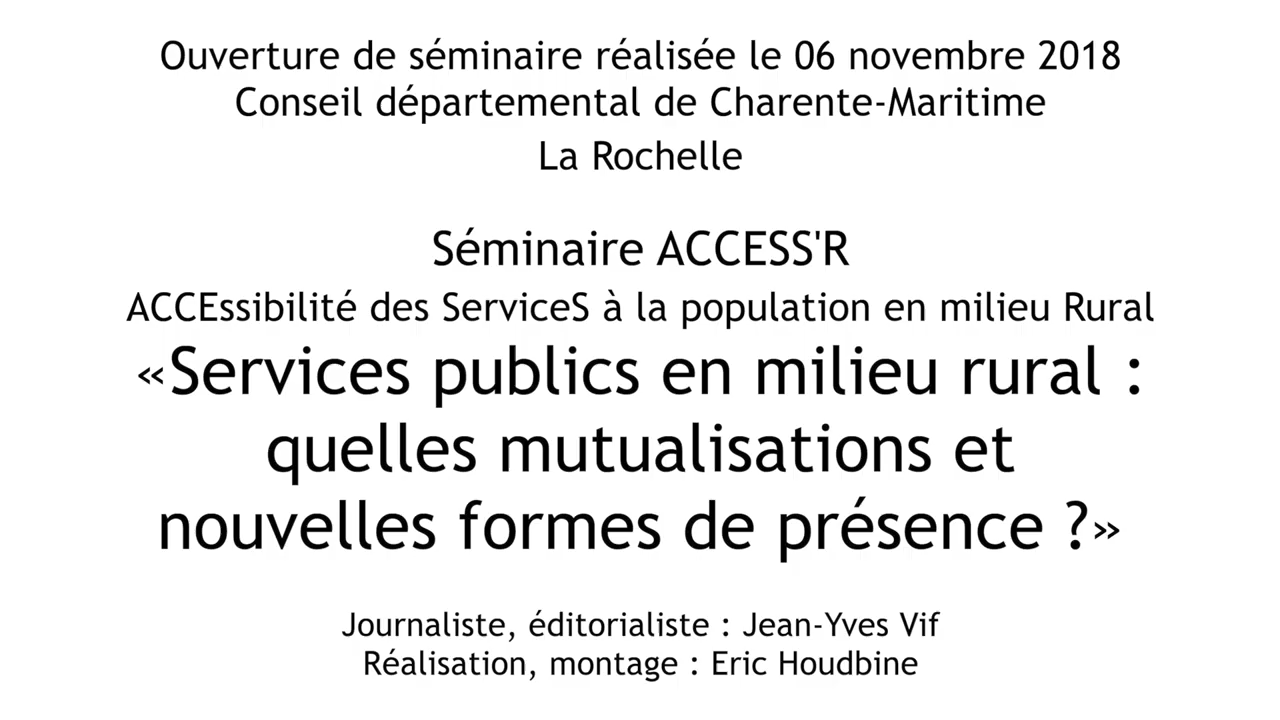 Ouverture de séminaire réalisée le 06 novembre 2018
Conseil départemental de Charente-Maritime
La Rochelle
Séminaire ACCESS'R
ACCEssibilité des ServiceS à la population en milieu Rural
«Services publics en milieu rural :
quelles mutualisations et
nouvelles formes de présence ?»
Journaliste, éditorialiste : Jean-Yves Vif
Réalisation, montage : Eric Houdbine